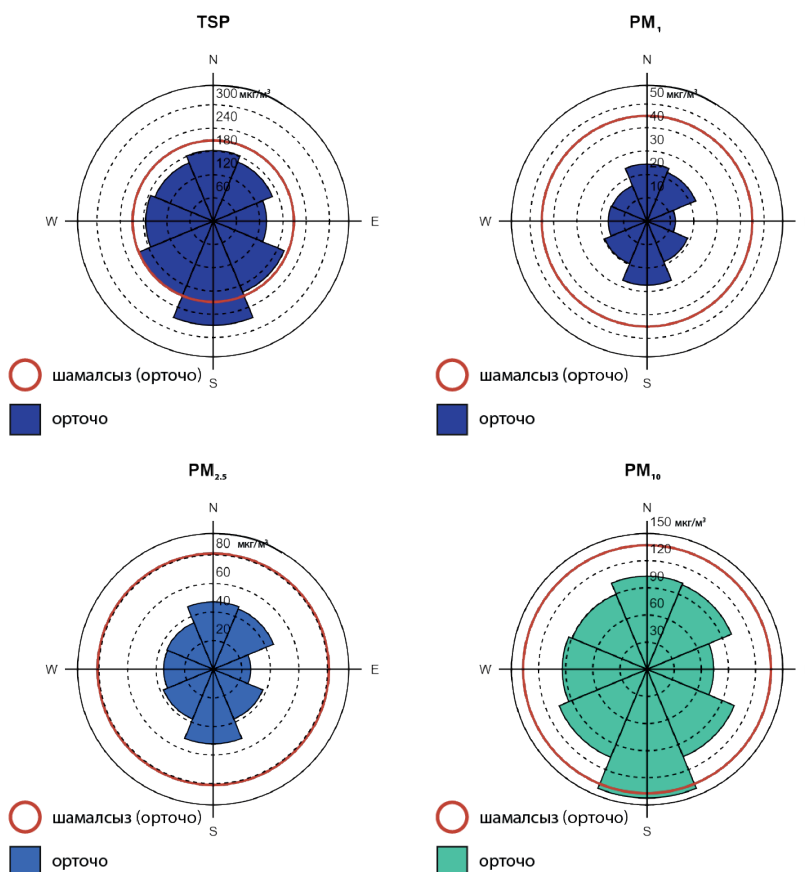 TSP
N
300 мкг/м³
240
180
120
60
W
E
S
шамалсыз (орточо)
орточо
PM₁
N
50 мкг/м³
40
30
20
10
W
S
шамалсыз (орточо)
орточо
PM₂.₅
N
80 мкг/м³
60
40
20
W
E
S
шамалсыз (орточо)
орточо
PM₁₀
N
150 мкг/м³
120
90
60
30
W
S
шамалсыз (орточо)
орточо